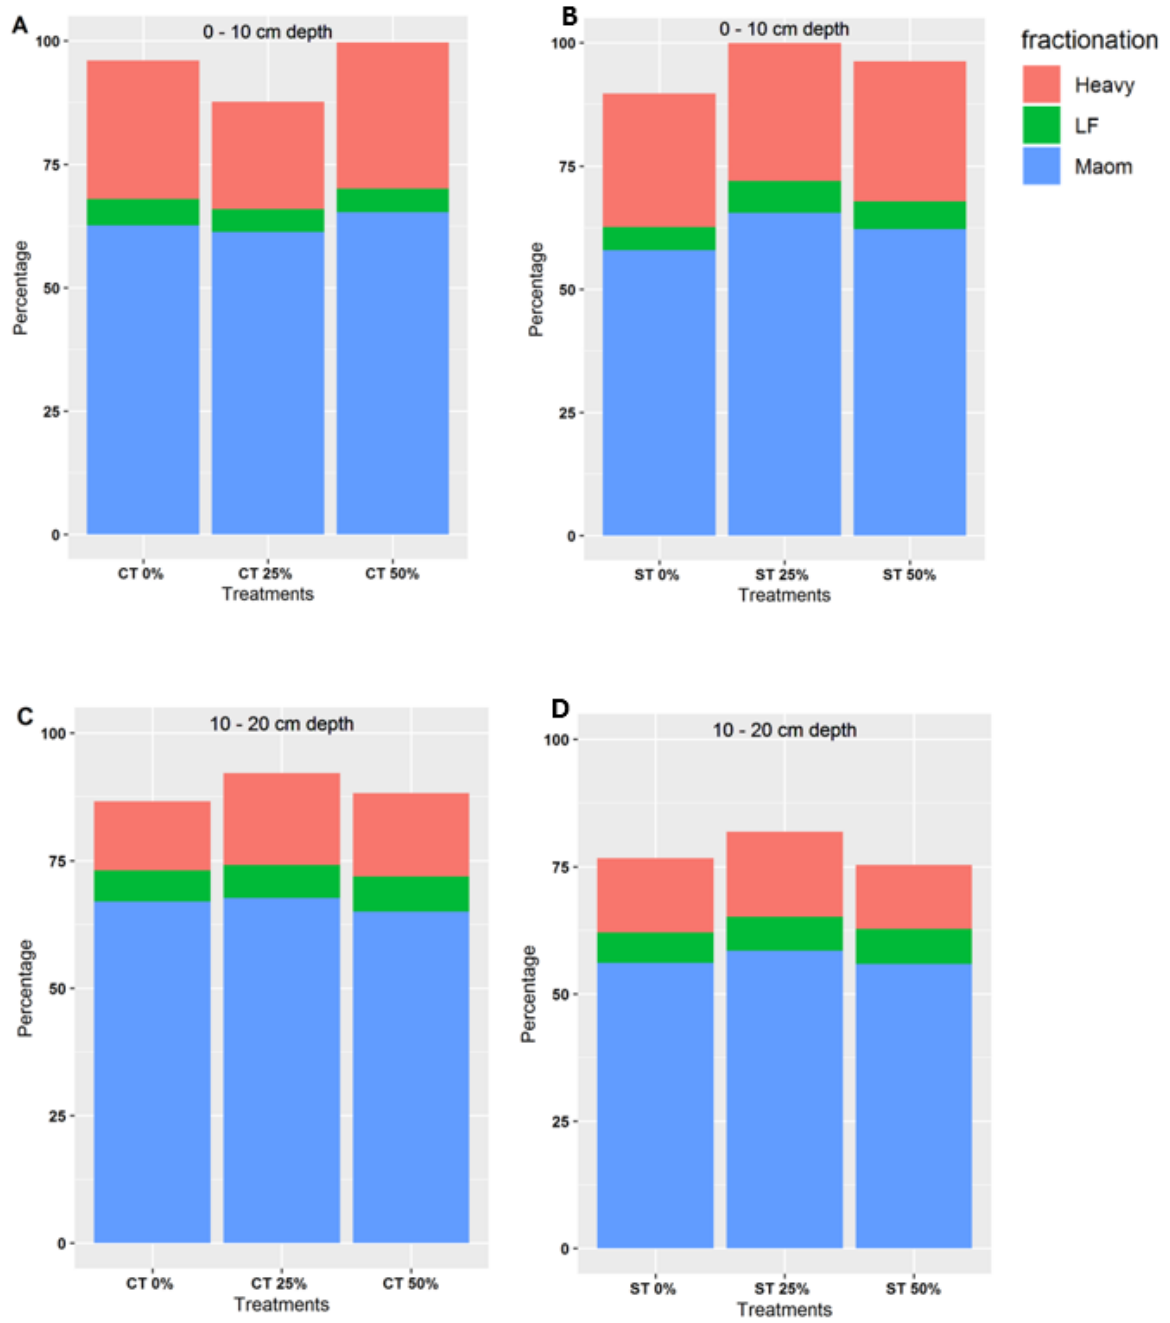 A
0 - 10 cm depth
100
75
50
25
0
Percentage
CT 0% CT 25% CT 50%
Treatments
B
0 - 10 cm depth
100
75
50
25
0
Percentage
ST 0% ST 25% ST 50%
Treatments
fractionation
Heavy
LF
Maom
C
10 - 20 cm depth
100
75
50
25
0
Percentage
CT 0% CT 25% CT 50%
Treatments
D
10 - 20 cm depth
100
75
50
25
0
Percentage
ST 0% ST 25% ST 50%
Treatments